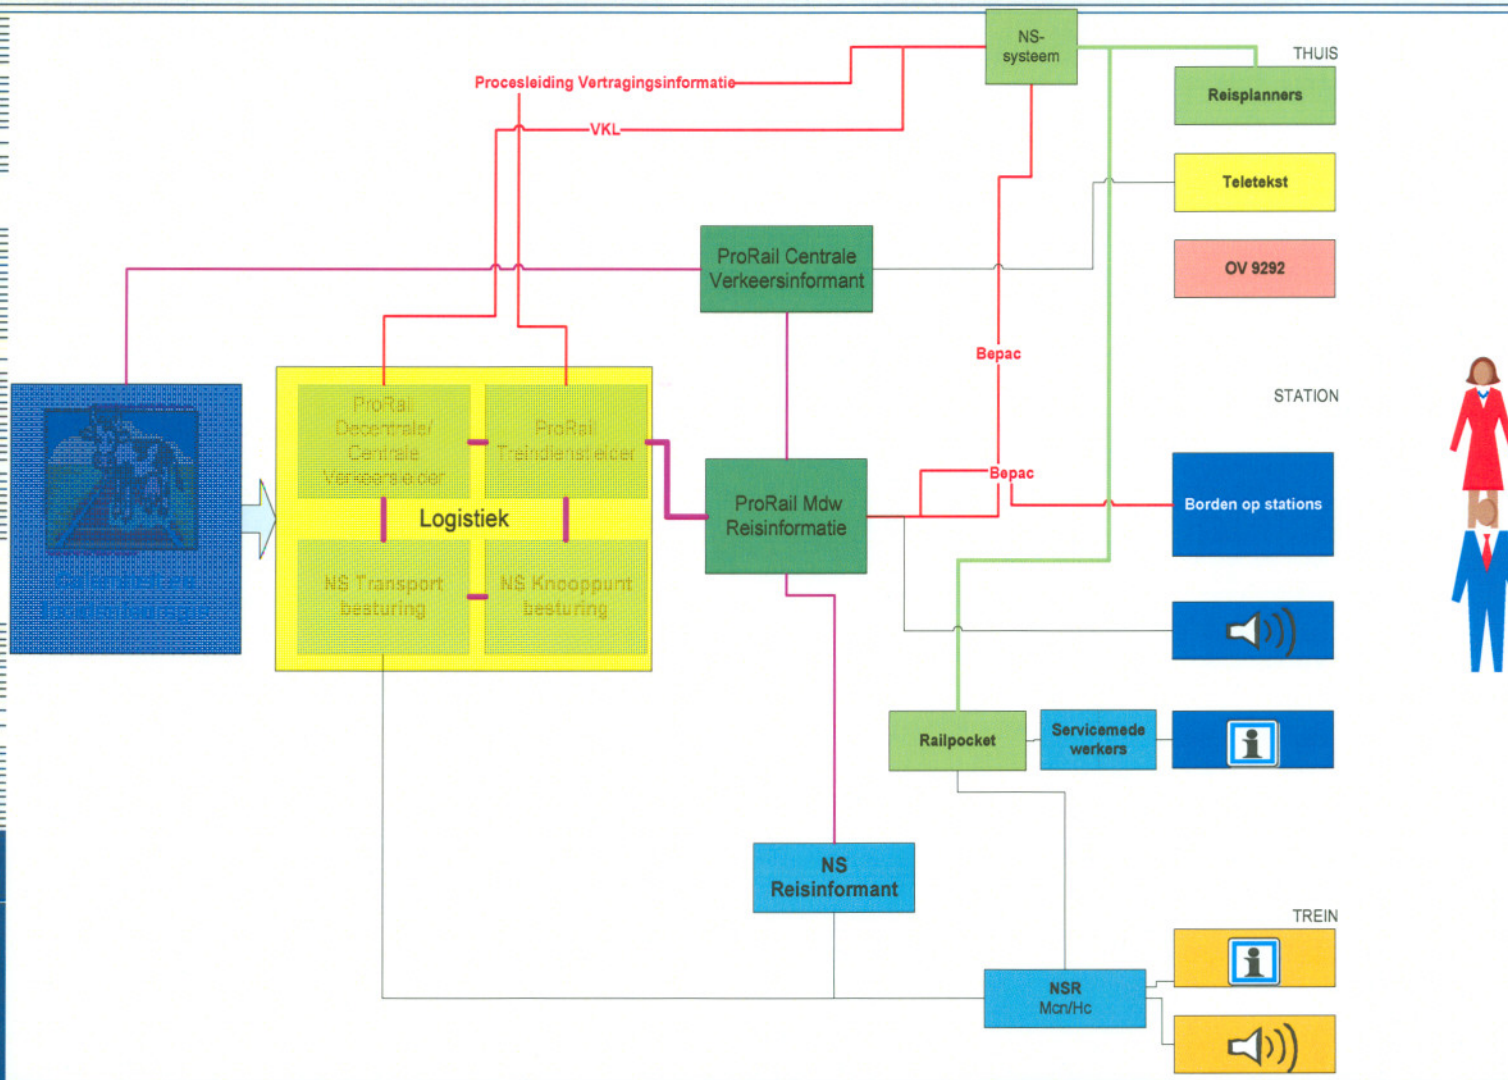 NS-
systeem
THUIS
Procesleiding Vertragingsinformatie
Reisplanners
VKL
Teletekst
ProRail Centrale
Verkeersinformant
OV 9292
Bepac
STATION
ProRail
Decentrale/
Centrale
Verkeersleider
ProRail
Treindienstleider
Bepac
ProRail Mdw
Reisinformatie
Borden op stations
Logistiek
NS Transport
besturing
NS Knooppunt
besturing
Railpocket
Servicemede
werkers
NS
Reisinformant
TREIN
NSR
Mcn/Hc